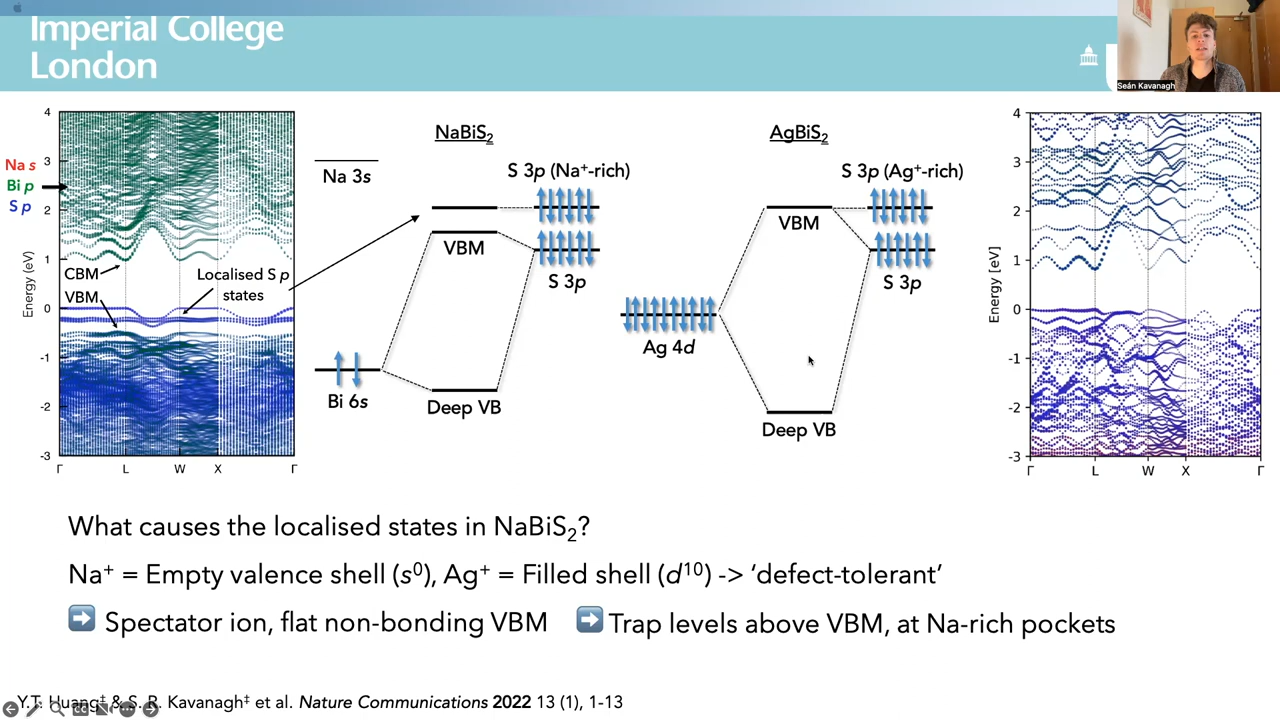 Imperial College
London
Seán Kavanagh
4
3
2
1
0
-1
-2
-3
Energy (eV)
Na s
Bi p
S p
CBM
VBM
Localised S p
states
Γ
L
W
X
Γ
NaBiS₂
Na 3s
S 3p (Na⁺-rich)
VBM
S 3p
Bi 6s
Deep VB
AgBiS₂
S 3p (Ag⁺-rich)
VBM
S 3p
Ag 4d
Deep VB
4
3
2
1
0
-1
-2
-3
Energy [eV]
Γ
L
W
X
Γ
What causes the localised states in NaBiS₂?
Na⁺ = Empty valence shell (s⁰), Ag⁺ = Filled shell (d¹⁰) -> ‘defect-tolerant’
Spectator ion, flat non-bonding VBM
Trap levels above VBM, at Na-rich pockets
Y.T. Huang‡ & S. R. Kavanagh‡ et al. Nature Communications 2022 13 (1), 1-13